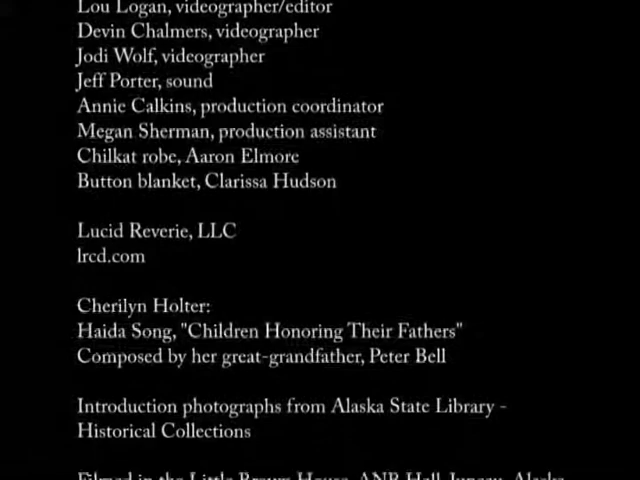 Lou Logan, videographer/editor
Devin Chalmers, videographer
Jodi Wolf, videographer
Jeff Porter, sound
Annie Calkins, production coordinator
Megan Sherman, production assistant
Chilkat robe, Aaron Elmore
Button blanket, Clarissa Hudson
Lucid Reverie, LLC
lrcd.com
Cherilyn Holter:
Haida Song, "Children Honoring Their Fathers"
Composed by her great-grandfather, Peter Bell
Introduction photographs from Alaska State Library -
Historical Collections
Filmed in the Little Brown House, ANB Hall, Juneau, Alaska